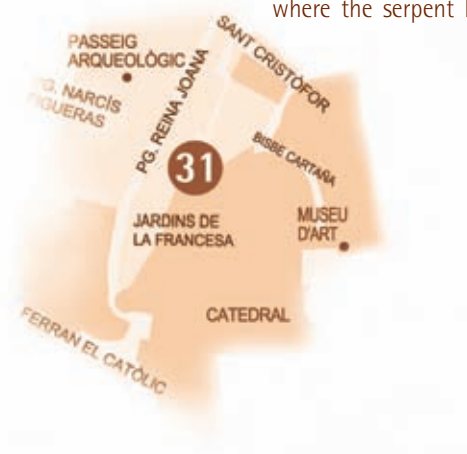 where the serpent
SANT CRISTÒFOR
PASSEIG
ARQUEOLÒGIC
PG. REINA JOANA
G. NARCÍS
FIGUERAS
BISBE CARTAÑÀ
31
JARDINS DE
LA FRANCESA
MUSEU
D'ART
CATEDRAL
FERRAN EL CATÒLIC